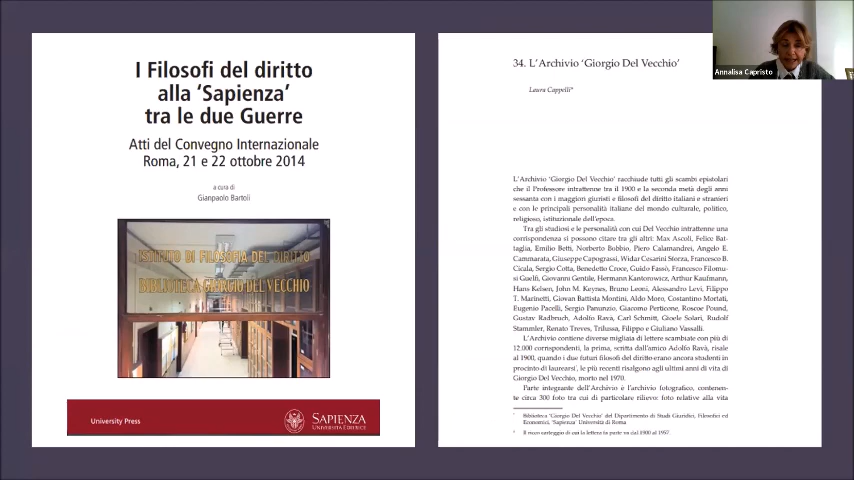 I Filosofi del diritto
alla ‘Sapienza’
tra le due Guerre
Atti del Convegno Internazionale
Roma, 21 e 22 ottobre 2014
a cura di
Gianpaolo Bartoli
ISTITUTO DI FILOSOFIA DEL DIRITTO
BIBLIOTECA GIORGIO DEL VECCHIO
University Press
SAPIENZA
UNIVERSITÀ EDITRICE
34. L’Archivio ‘Giorgio Del Vecchio’
Laura Cappelli*
L’Archivio ‘Giorgio Del Vecchio’ racchiude tutti gli scambi epistolari
che il Professore intrattenne tra il 1900 e la seconda metà degli anni
sessanta con i maggiori giuristi e filosofi del diritto italiani e stranieri
e con le principali personalità italiane del mondo culturale, politico,
religioso, istituzionale dell’epoca.
Tra gli studiosi e le personalità con cui Del Vecchio intrattenne una
corrispondenza si possono citare tra gli altri: Max Ascoli, Felice Bat-
taglia, Emilio Betti, Norberto Bobbio, Piero Calamandrei, Angelo E.
Cammarata, Giuseppe Capograssi, Widar Cesarini Sforza, Francesco B.
Cicala, Sergio Cotta, Benedetto Croce, Guido Fassò, Francesco Filomu-
si Guelfi, Giovanni Gentile, Hermann Kantorowicz, Arthur Kaufmann,
Hans Kelsen, John M. Keynes, Bruno Leoni, Alessandro Levi, Filippo
T. Marinetti, Giovan Battista Montini, Aldo Moro, Costantino Mortati,
Eugenio Pacelli, Sergio Panunzio, Giacomo Perticone, Roscoe Pound,
Gustav Radbruch, Adolfo Ravà, Carl Schmitt, Gioele Solari, Rudolf
Stammler, Renato Treves, Trilussa, Filippo e Giuliano Vassalli.
L’Archivio contiene diverse migliaia di lettere scambiate con più di
12.000 corrispondenti, la prima, scritta dall’amico Adolfo Ravà, risale
al 1900, quando i due futuri filosofi del diritto erano ancora studenti in
procinto di laurearsi, le più recenti risalgono agli ultimi anni di vita di
Giorgio Del Vecchio, morto nel 1970.
Parte integrante dell’Archivio è l’archivio fotografico, contenen-
te circa 300 foto tra cui di particolare rilievo: foto relative alla vita
* Biblioteca ‘Giorgio Del Vecchio’ del Dipartimento di Studi Giuridici, Filosofici ed
Economici, ‘Sapienza’ Università di Roma
Il ricco carteggio di cui la lettera fa parte va dal 1900 al 1957.
Annalisa Capristo